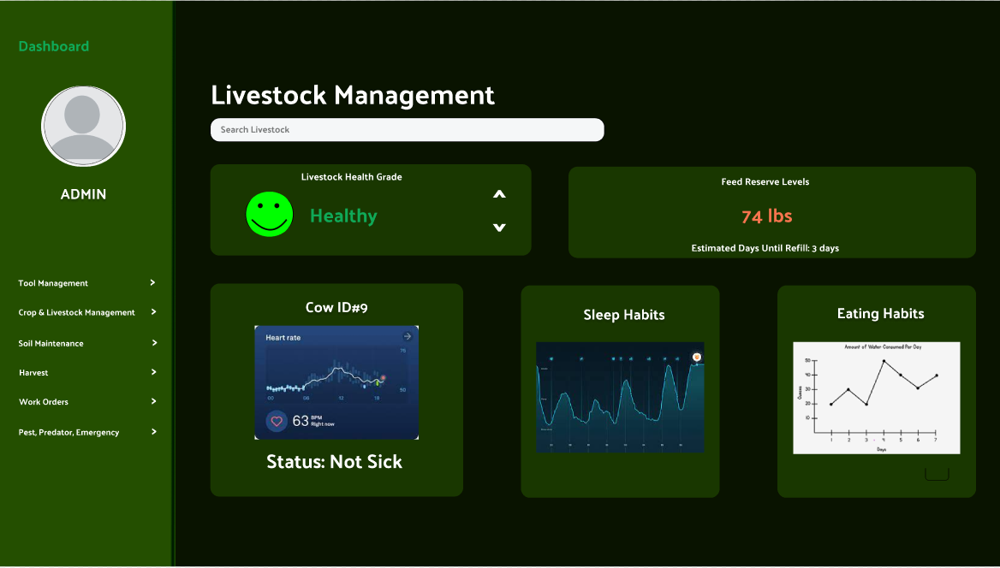 Dashboard
ADMIN
Tool Management
Crop & Livestock Management
Soil Maintenance
Harvest
Work Orders
Pest, Predator, Emergency
Livestock Management
Search Livestock
Livestock Health Grade
Healthy
Feed Reserve Levels
74 lbs
Estimated Days Until Refill: 3 days
Cow ID#9
Heart rate
75
50
00 06 12 18
63 BPM
Right now
Status: Not Sick
Sleep Habits
Eating Habits
Amount of Water Consumed Per Day
Ounces
50
40
30
20
10
1 2 3 4 5 6 7
Days